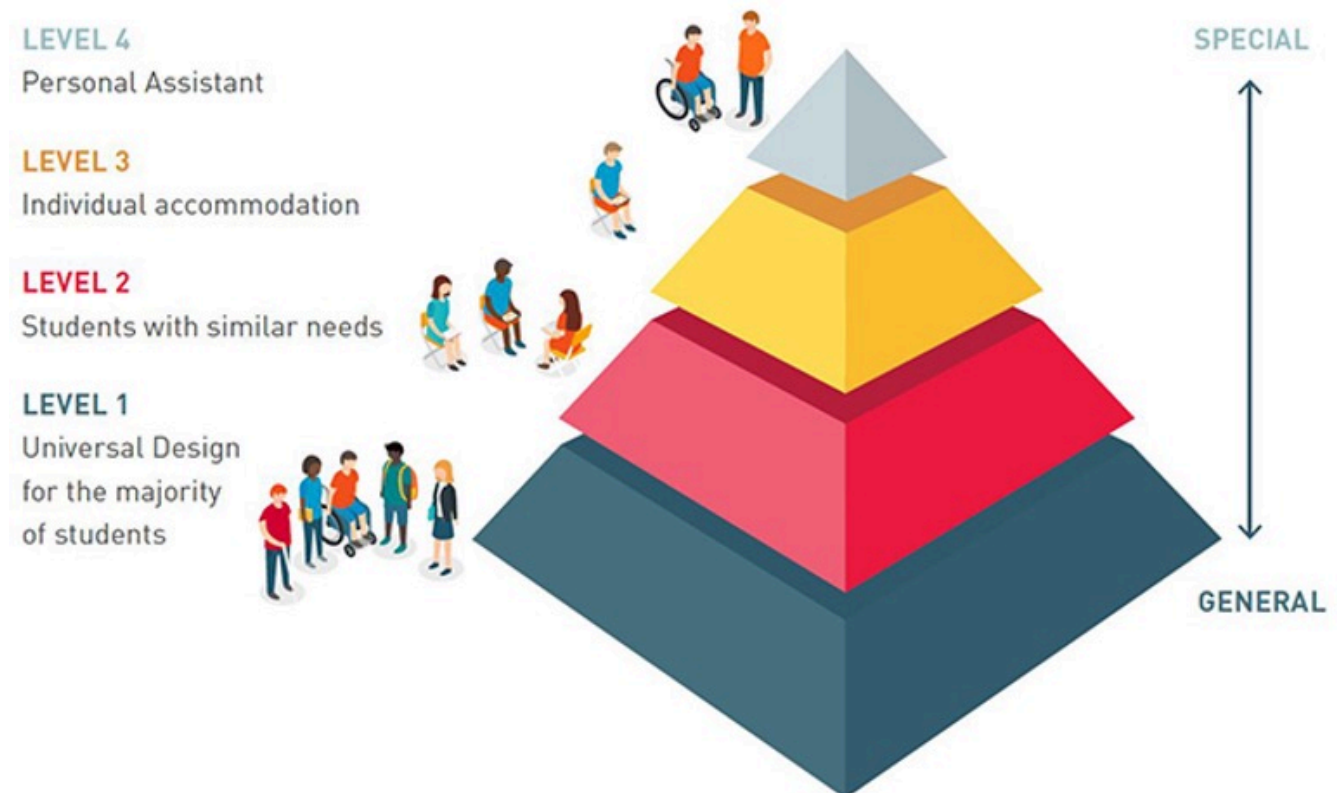 LEVEL 4
Personal Assistant
LEVEL 3
Individual accommodation
LEVEL 2
Students with similar needs
LEVEL 1
Universal Design
for the majority
of students
SPECIAL
GENERAL